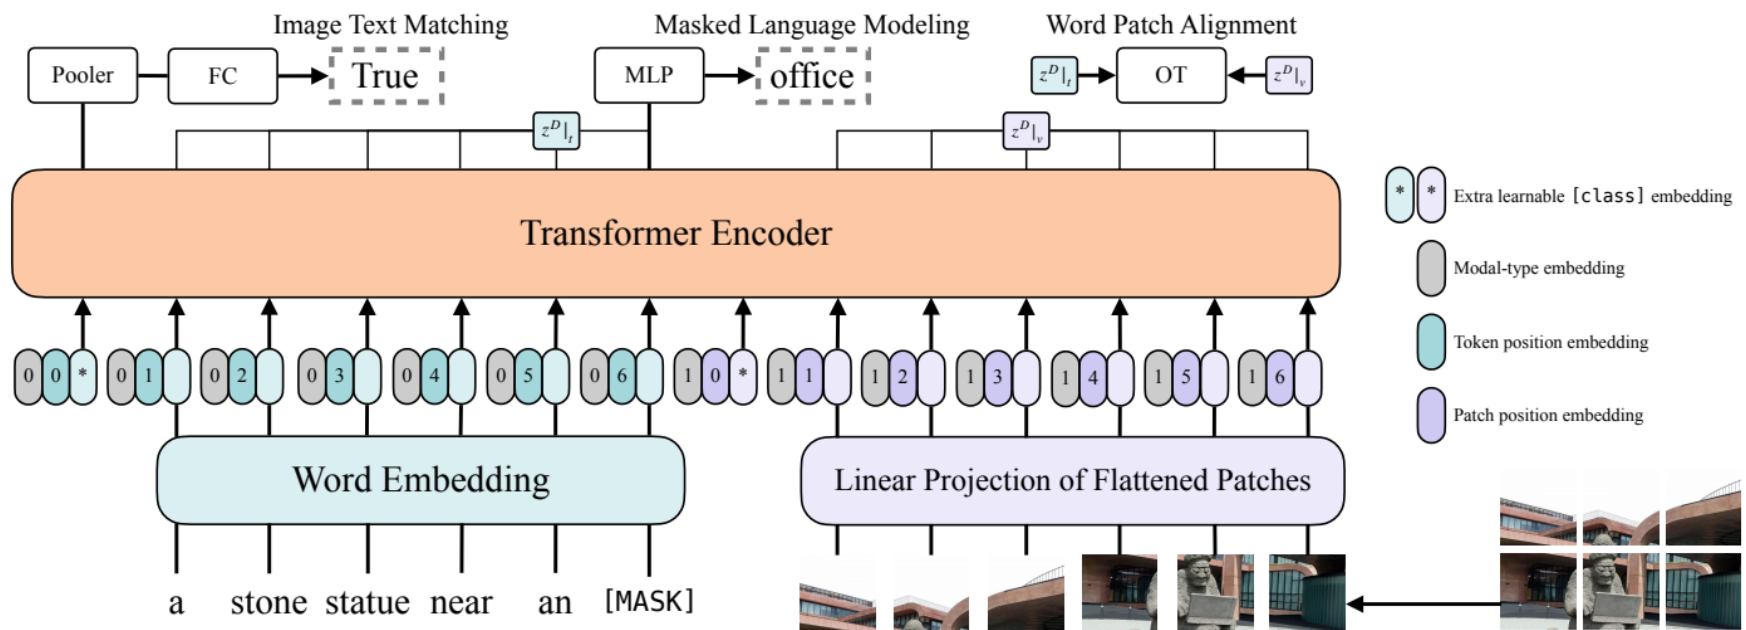 Image Text Matching
Masked Language Modeling
Word Patch Alignment
Pooler
FC
True
MLP
office
z^D|_t
OT
z^D|_v
z^D|_t
z^D|_v
Transformer Encoder
* * Extra learnable [class] embedding
Modal-type embedding
Token position embedding
Patch position embedding
0 0 * 0 1 0 2 0 3 0 4 0 5 0 6 1 0 * 1 1 1 2 1 3 1 4 1 5 1 6
Word Embedding
Linear Projection of Flattened Patches
a stone statue near an [MASK]